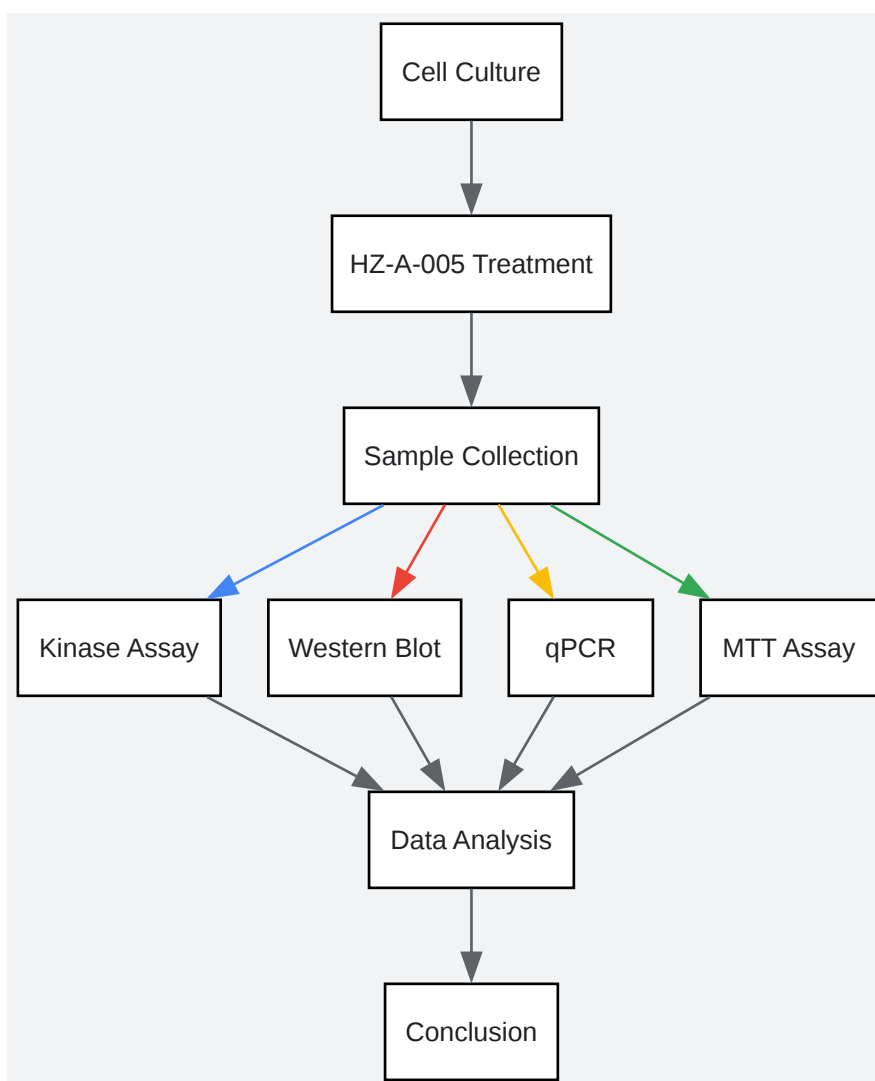 Cell Culture
HZ-A-005 Treatment
Sample Collection
Kinase Assay
Western Blot
qPCR
MTT Assay
Data Analysis
Conclusion